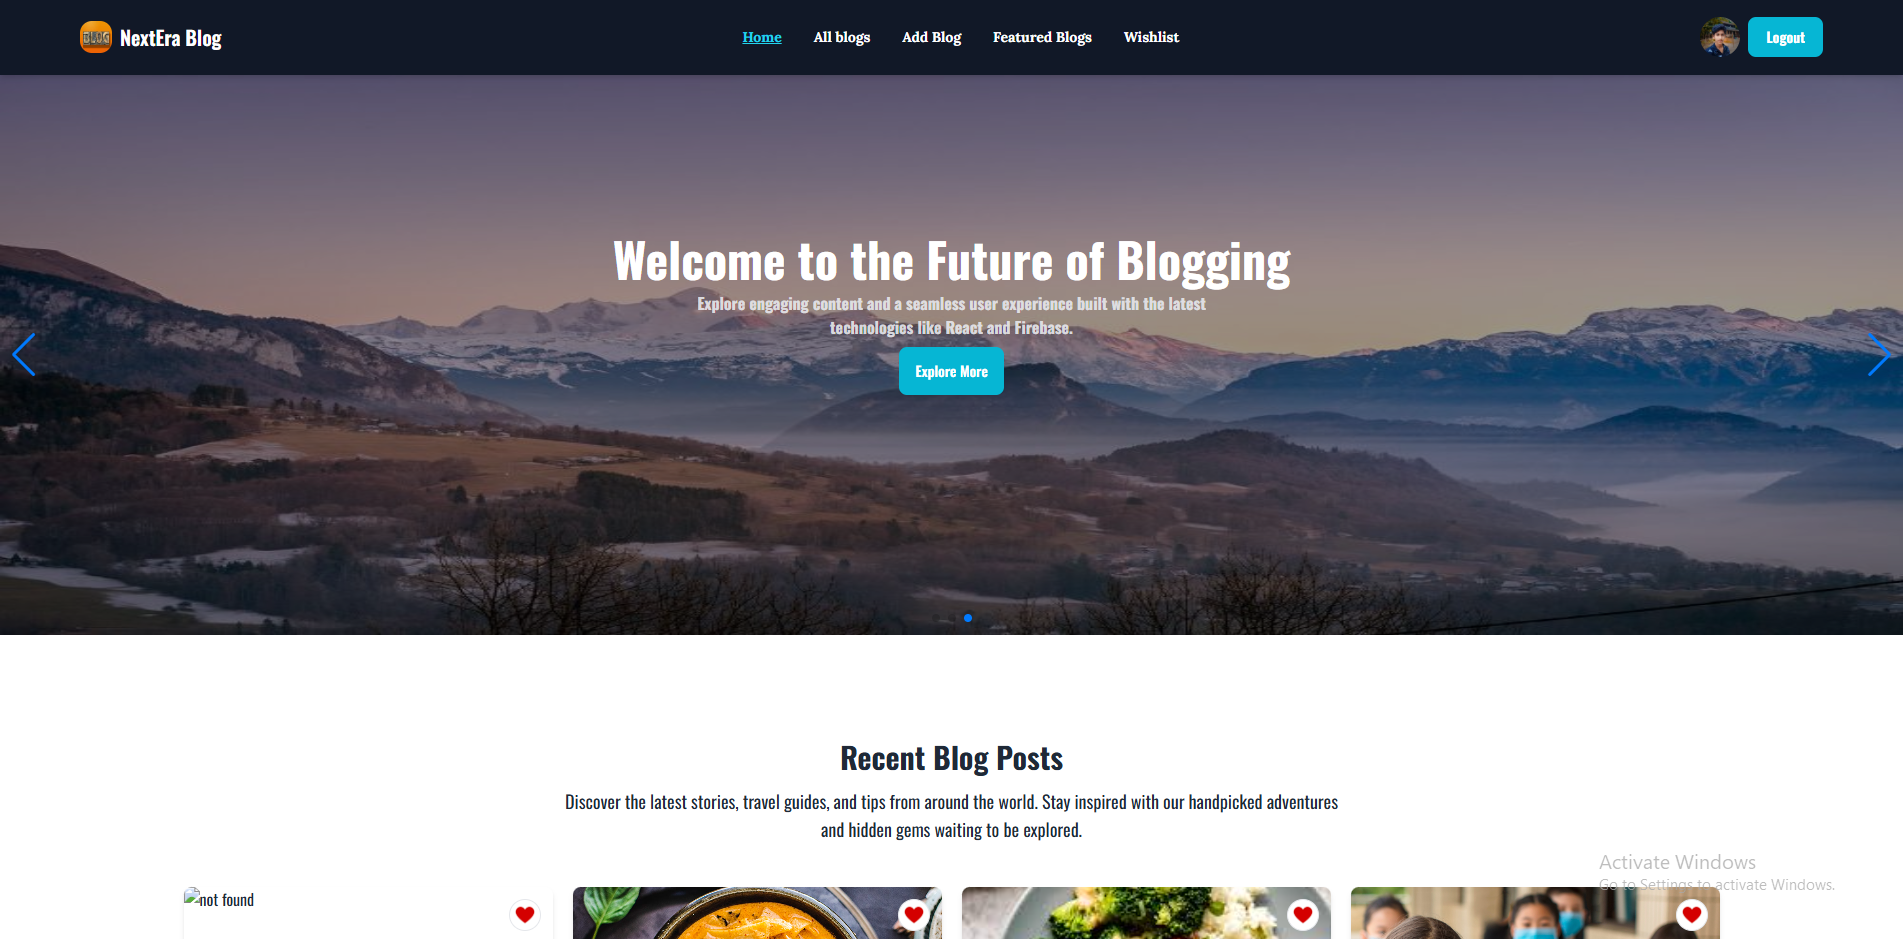 BLOG
NextEra Blog
Home
All blogs
Add Blog
Featured Blogs
Wishlist
Logout
Welcome to the Future of Blogging
Explore engaging content and a seamless user experience built with the latest
technologies like React and Firebase.
Explore More
Recent Blog Posts
Discover the latest stories, travel guides, and tips from around the world. Stay inspired with our handpicked adventures
and hidden gems waiting to be explored.
Activate Windows
Go to Settings to activate Windows.
not found